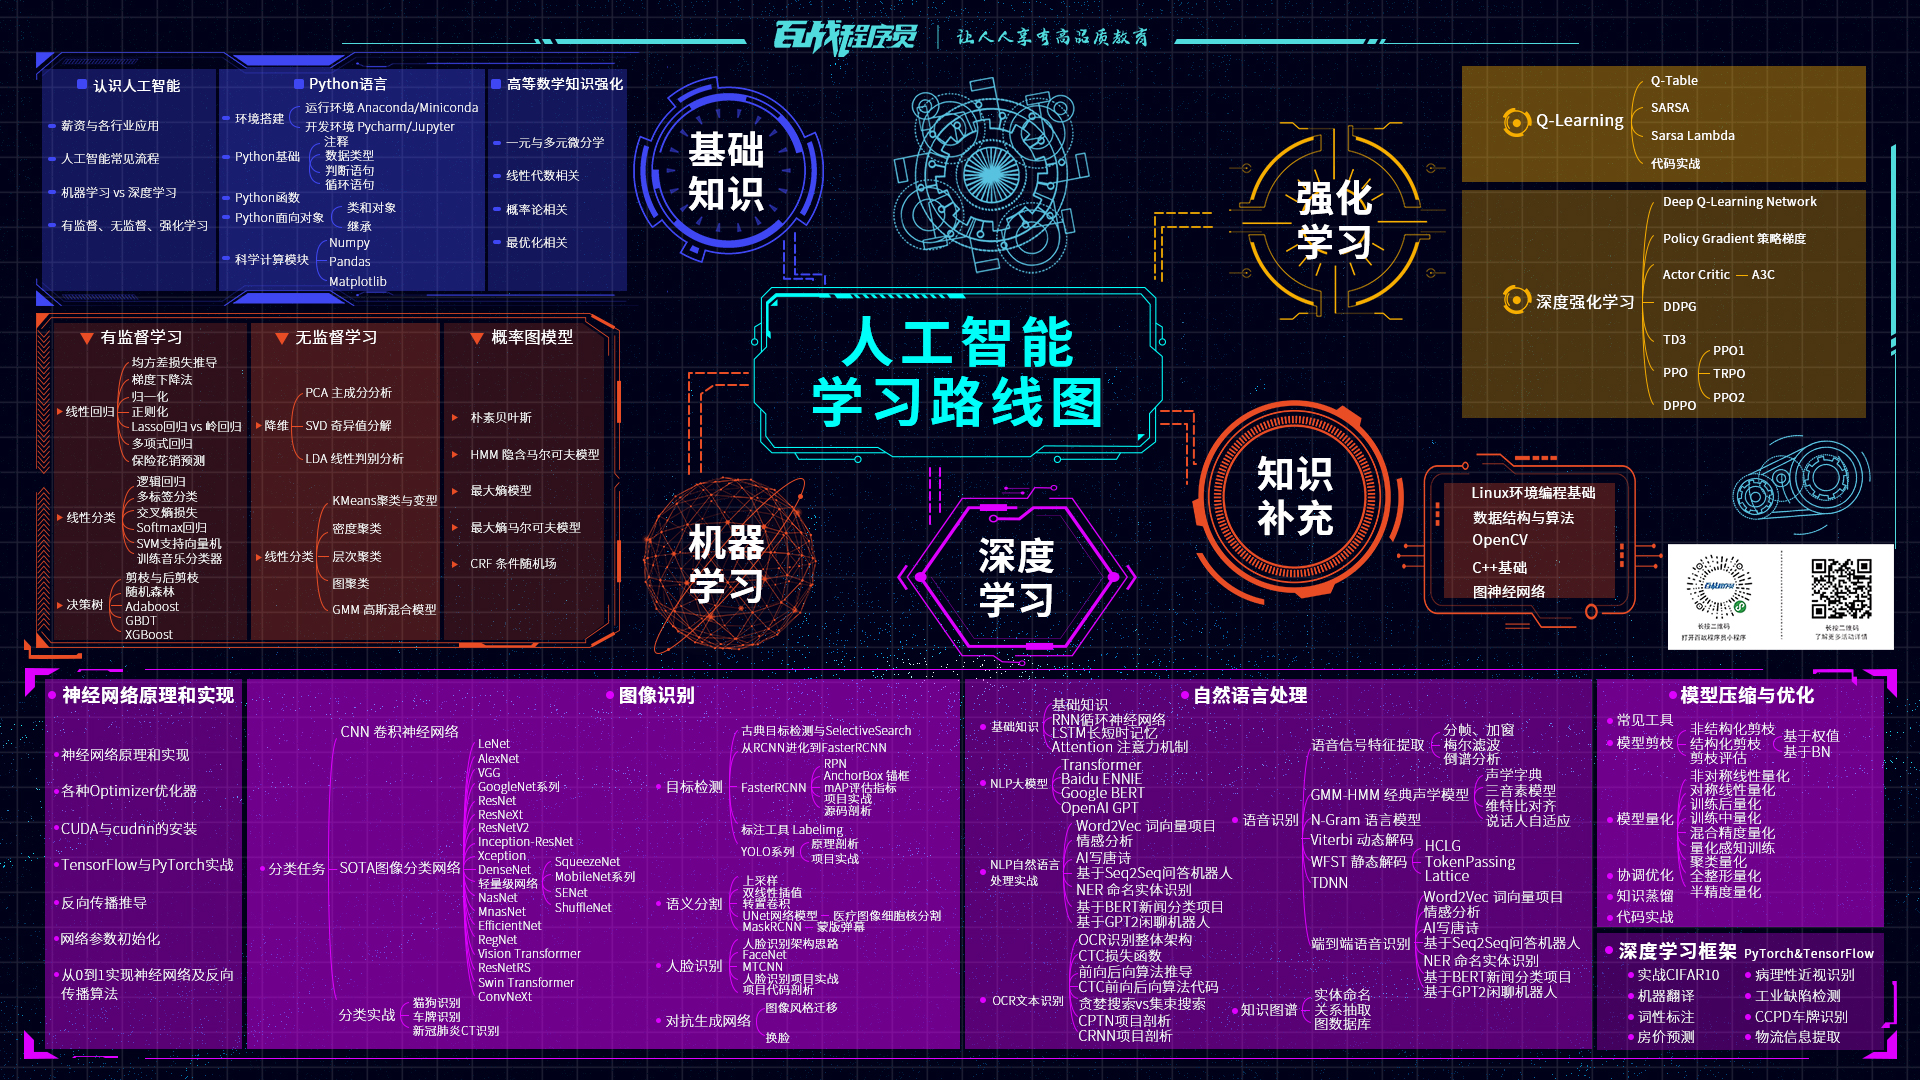 百战程序员
让人人享有高品质教育
人工智能
学习路线图
基础
知识
认识人工智能
薪资与各行业应用
人工智能常见流程
机器学习 vs 深度学习
有监督、无监督、强化学习
Python语言
环境搭建
运行环境 Anaconda/Miniconda
开发环境 Pycharm/Jupyter
Python基础
注释
数据类型
判断语句
循环语句
Python函数
Python面向对象
类和对象
继承
科学计算模块
Numpy
Pandas
Matplotlib
高等数学知识强化
一元与多元微分学
线性代数相关
概率论相关
最优化相关
强化
学习
Q-Learning
Q-Table
SARSA
Sarsa Lambda
代码实战
深度强化学习
Deep Q-Learning Network
Policy Gradient 策略梯度
Actor Critic — A3C
DDPG
TD3
PPO
PPO1
TRPO
PPO2
DPPO
机器
学习
有监督学习
线性回归
均方差损失推导
梯度下降法
归一化
正则化
Lasso回归 vs 岭回归
多项式回归
保险花销预测
线性分类
逻辑回归
多标签分类
交叉熵损失
Softmax回归
SVM支持向量机
训练音乐分类器
决策树
剪枝与后剪枝
随机森林
Adaboost
GBDT
XGBoost
无监督学习
降维
PCA 主成分分析
SVD 奇异值分解
LDA 线性判别分析
线性分类
KMeans聚类与变型
密度聚类
层次聚类
图聚类
GMM 高斯混合模型
概率图模型
朴素贝叶斯
HMM 隐含马尔可夫模型
最大熵模型
最大熵马尔可夫模型
CRF 条件随机场
知识
补充
Linux环境编程基础
数据结构与算法
OpenCV
C++基础
图神经网络
长按二维码
打开百战程序员小程序
长按二维码
了解更多活动详情
深度
学习
神经网络原理和实现
神经网络原理和实现
各种Optimizer优化器
CUDA与cudnn的安装
TensorFlow与PyTorch实战
反向传播推导
网络参数初始化
从0到1实现神经网络及反向
传播算法
图像识别
分类任务
CNN 卷积神经网络
SOTA图像分类网络
LeNet
AlexNet
VGG
GoogleNet系列
ResNet
ResNeXt
ResNetV2
Inception-ResNet
Xception
DenseNet
轻量级网络
SqueezeNet
MobileNet系列
SENet
ShuffleNet
NasNet
MnasNet
EfficientNet
RegNet
Vision Transformer
ResNetRS
Swin Transformer
ConvNeXt
分类实战
猫狗识别
车牌识别
新冠肺炎CT识别
目标检测
古典目标检测与SelectiveSearch
从RCNN进化到FasterRCNN
FasterRCNN
RPN
AnchorBox 锚框
mAP评估指标
项目实战
源码剖析
标注工具 Labelimg
YOLO系列
原理剖析
项目实战
语义分割
上采样
双线性插值
转置卷积
UNet网络模型 — 医疗图像细胞核分割
MaskRCNN — 蒙版弹幕
人脸识别
人脸识别架构思路
FaceNet
MTCNN
人脸识别项目实战
项目代码剖析
对抗生成网络
图像风格迁移
换脸
自然语言处理
基础知识
基础知识
RNN循环神经网络
LSTM长短时记忆
Attention 注意力机制
NLP大模型
Transformer
Baidu ENNIE
Google BERT
OpenAI GPT
NLP自然语言
处理实战
Word2Vec 词向量项目
情感分析
AI写唐诗
基于Seq2Seq问答机器人
NER 命名实体识别
基于BERT新闻分类项目
基于GPT2闲聊机器人
OCR文本识别
OCR识别整体架构
CTC损失函数
前向后向算法推导
CTC前向后向算法代码
贪婪搜索vs集束搜索
CPTN项目剖析
CRNN项目剖析
语音识别
语音信号特征提取
分帧、加窗
梅尔滤波
倒谱分析
GMM-HMM 经典声学模型
声学字典
三音素模型
维特比对齐
说话人自适应
N-Gram 语言模型
Viterbi 动态解码
WFST 静态解码
HCLG
TokenPassing
Lattice
TDNN
端到端语音识别
Word2Vec 词向量项目
情感分析
AI写唐诗
基于Seq2Seq问答机器人
NER 命名实体识别
基于BERT新闻分类项目
基于GPT2闲聊机器人
知识图谱
实体命名
关系抽取
图数据库
模型压缩与优化
常见工具
模型剪枝
非结构化剪枝
结构化剪枝
剪枝评估
基于权值
基于BN
模型量化
非对称线性量化
对称线性量化
训练后量化
训练中量化
混合精度量化
量化感知训练
聚类量化
全整形量化
半精度量化
协调优化
知识蒸馏
代码实战
深度学习框架 PyTorch&TensorFlow
实战CIFAR10
病理性近视识别
机器翻译
工业缺陷检测
词性标注
CCPD车牌识别
房价预测
物流信息提取